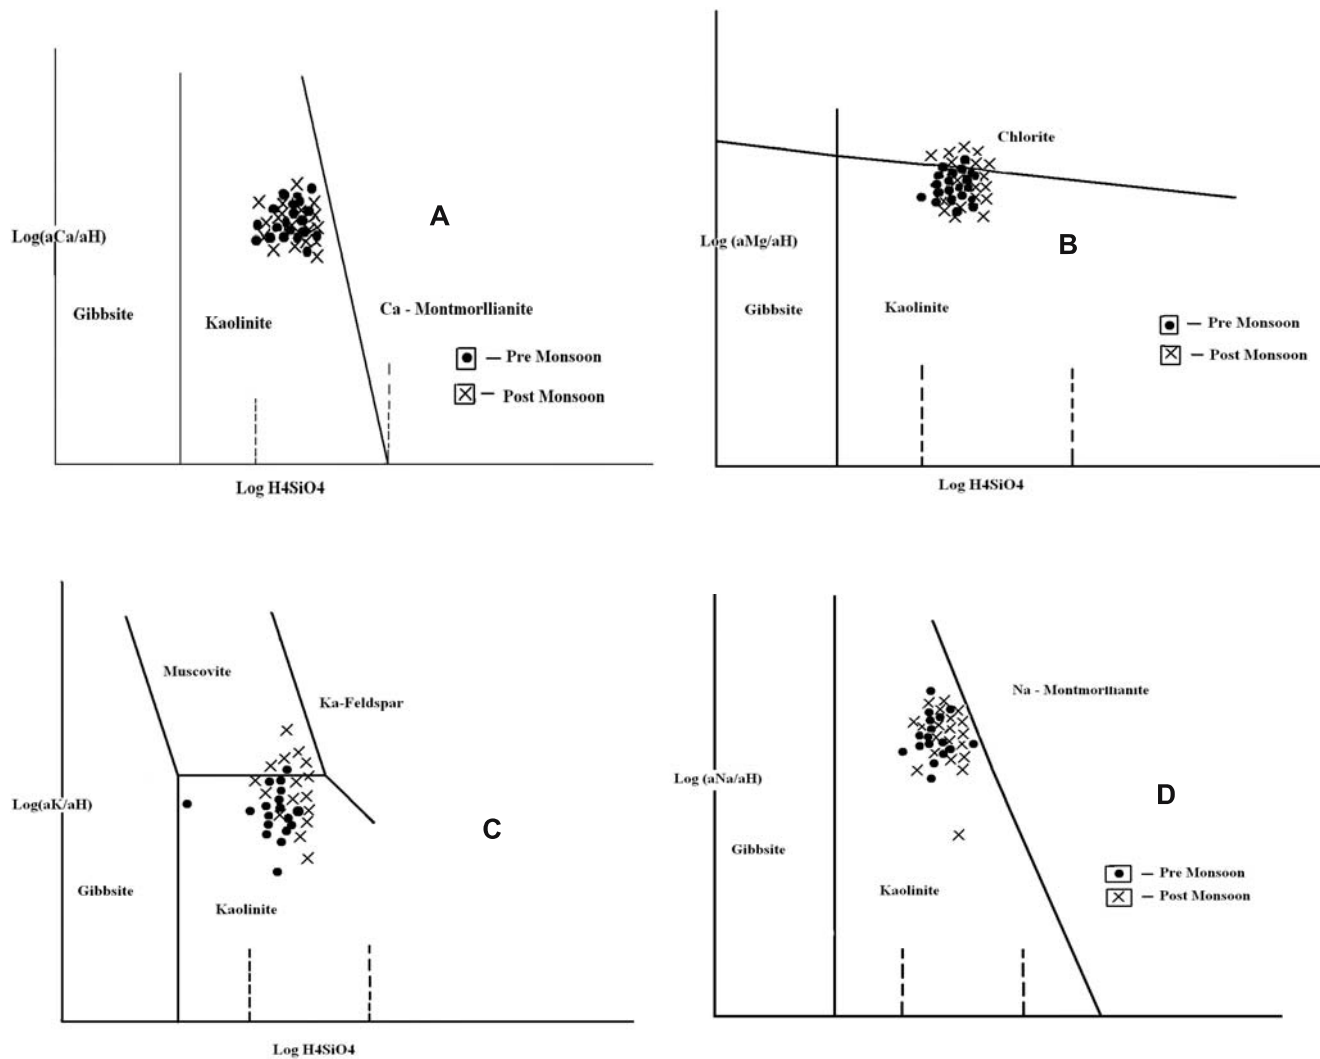 A
Log(aCa/aH)
Gibbsite
Kaolinite
Ca - Montmorllianite
Pre Monsoon
Post Monsoon
Log H4SiO4
Chlorite
B
Log (aMg/aH)
Gibbsite
Kaolinite
Pre Monsoon
Post Monsoon
Log H4SiO4
Muscovite
Ka-Feldspar
Log(aK/aH)
C
Gibbsite
Kaolinite
Log H4SiO4
Na - Montmorllianite
Log (aNa/aH)
D
Gibbsite
Kaolinite
Pre Monsoon
Post Monsoon